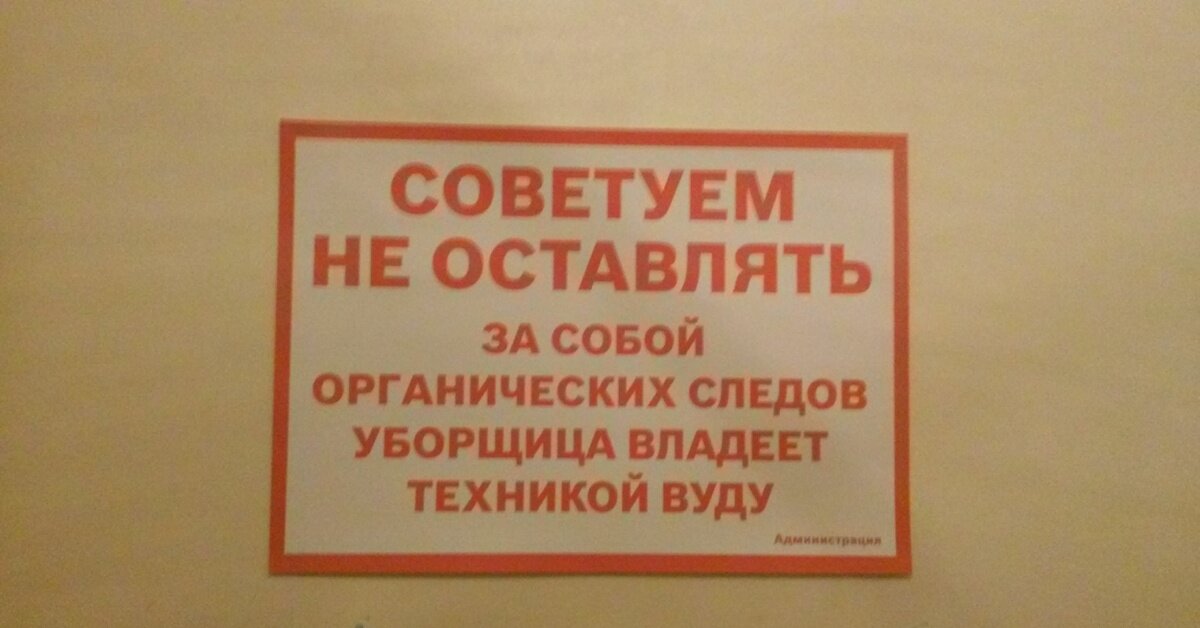 СОВЕТУЕМ
НЕ ОСТАВЛЯТЬ
ЗА СОБОЙ
ОРГАНИЧЕСКИХ СЛЕДОВ
УБОРЩИЦА ВЛАДЕЕТ
ТЕХНИКОЙ ВУДУ
Администрация